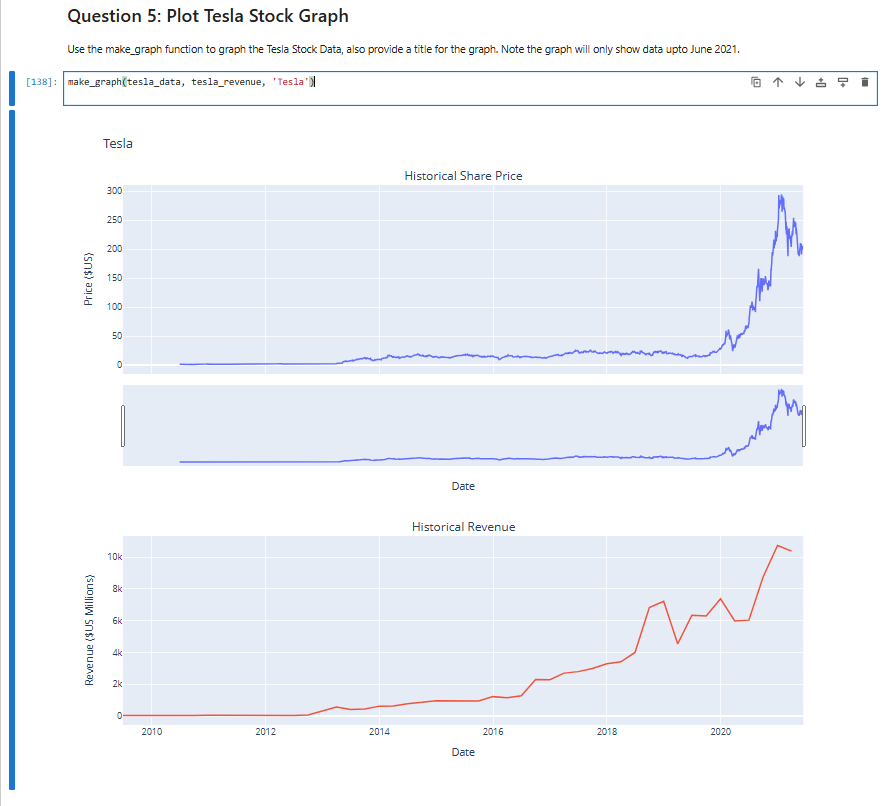 Question 5: Plot Tesla Stock Graph
Use the make_graph function to graph the Tesla Stock Data, also provide a title for the graph. Note the graph will only show data upto June 2021.
[138]: make_graph(tesla_data, tesla_revenue, 'Tesla')
Tesla
Historical Share Price
300
250
200
150
100
50
0
Price ($US)
Date
Historical Revenue
10k
8k
6k
4k
2k
0
Revenue ($US Millions)
2010 2012 2014 2016 2018 2020
Date